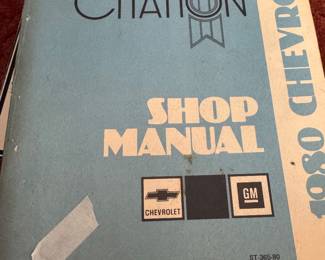 CITATION
SHOP
MANUAL
CHEVROLET
GM
ST-365-80
1980 CHEVRO